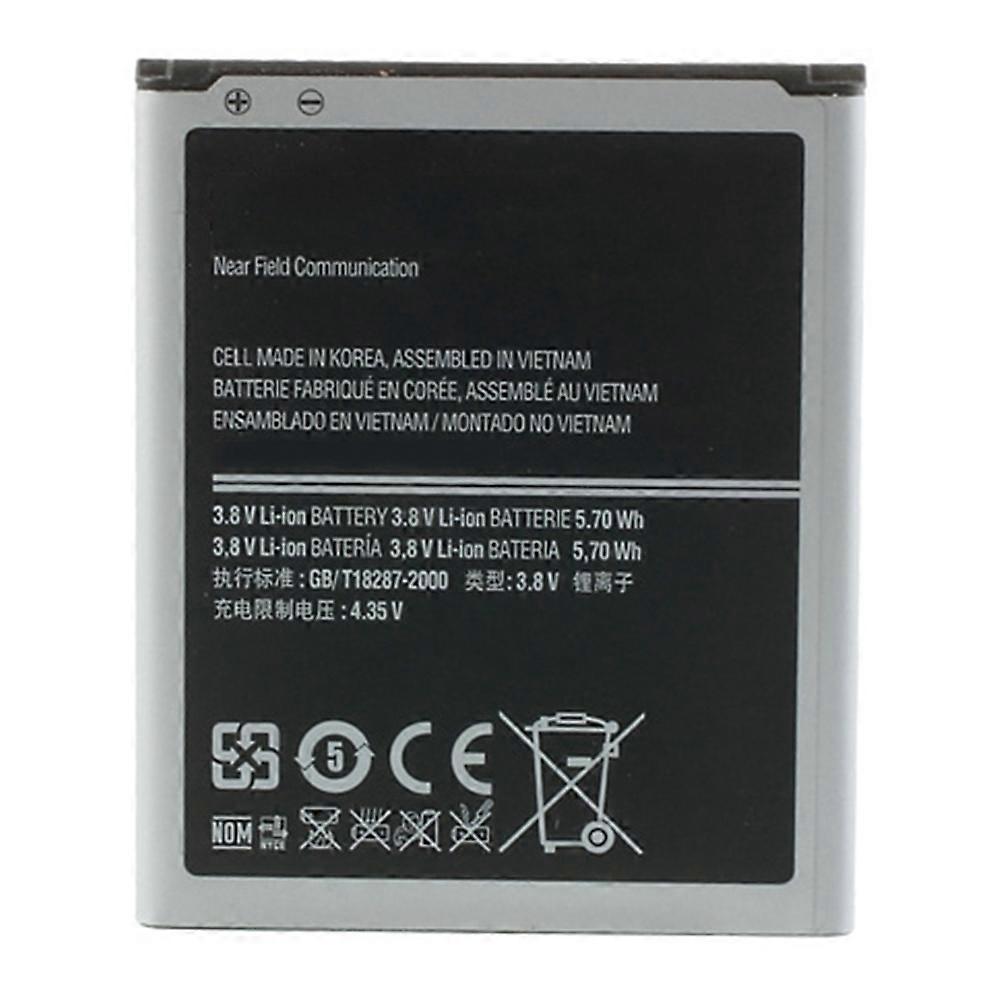 Near Field Communication
CELL MADE IN KOREA, ASSEMBLED IN VIETNAM
BATTERIE FABRIQUÉ EN CORÉE, ASSEMBLÉ AU VIETNAM
ENSAMBLADO EN VIETNAM / MONTADO NO VIETNAM
3.8 V Li-ion BATTERY 3.8 V Li-ion BATTERIE 5.70 Wh
3,8 V Li-ion BATERÍA 3,8 V Li-ion BATERIA 5,70 Wh
执行标准 : GB/ T18287-2000 类型: 3.8 V 锂离子
充电限制电压 : 4.35 V
5 CE
NOM NYCE